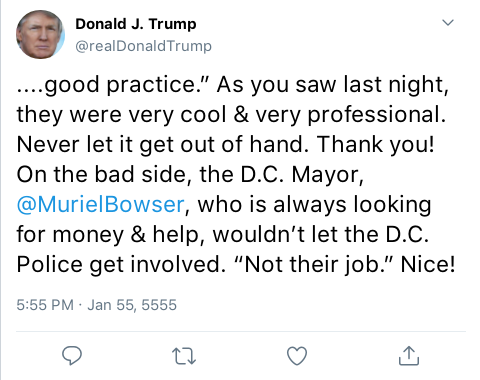 Donald J. Trump
@realDonaldTrump
....good practice.” As you saw last night,
they were very cool & very professional.
Never let it get out of hand. Thank you!
On the bad side, the D.C. Mayor,
@MurielBowser, who is always looking
for money & help, wouldn’t let the D.C.
Police get involved. “Not their job.” Nice!
5:55 PM · Jan 55, 5555